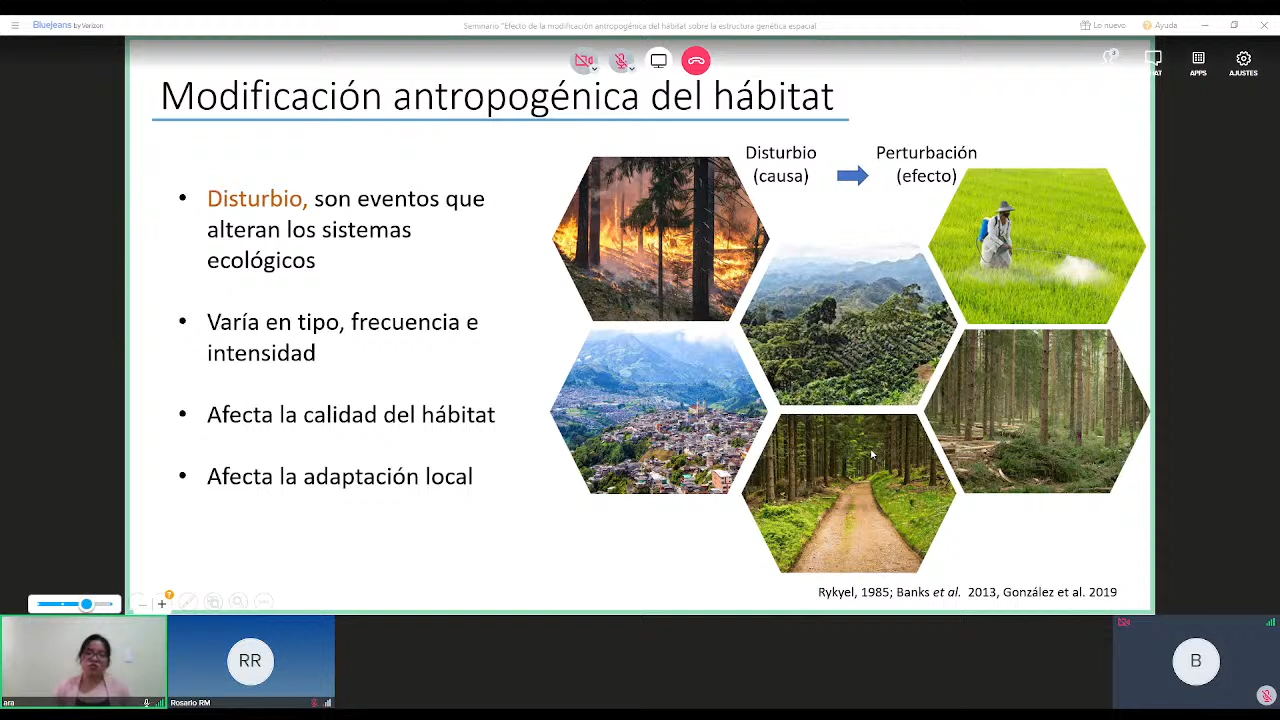 BlueJeans by Verizon
Seminario "Efecto de la modificación antropogénica del hábitat sobre la estructura genética espacial
Lo nuevo
Ayuda
3
APPS
AJUSTES
Modificación antropogénica del hábitat
Disturbio
(causa)
Perturbación
(efecto)
• Disturbio, son eventos que
alteran los sistemas
ecológicos
• Varía en tipo, frecuencia e
intensidad
• Afecta la calidad del hábitat
• Afecta la adaptación local
Rykyel, 1985; Banks et al. 2013, González et al. 2019
RR
B
ara
Rosario RM